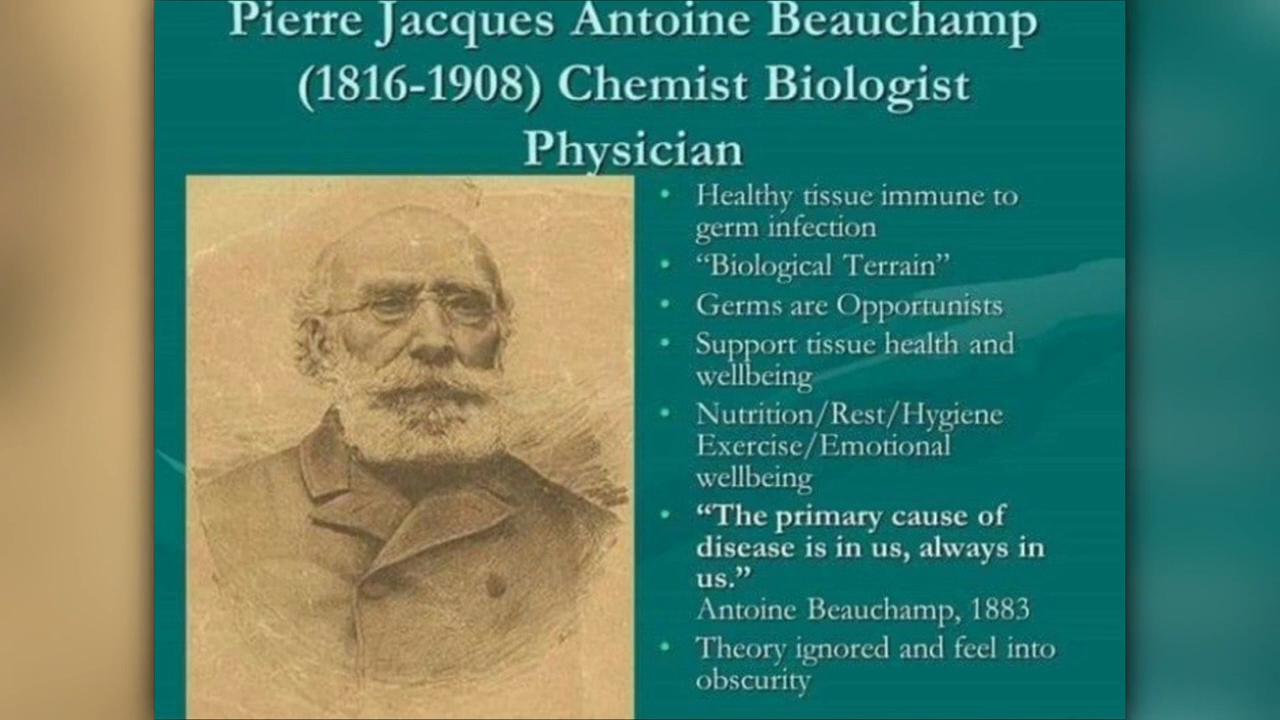 Pierre Jacques Antoine Beauchamp
(1816-1908) Chemist Biologist
Physician
• Healthy tissue immune to
germ infection
• “Biological Terrain”
• Germs are Opportunists
• Support tissue health and
wellbeing
• Nutrition/Rest/Hygiene
Exercise/Emotional
wellbeing
• “The primary cause of
disease is in us, always in
us.”
Antoine Beauchamp, 1883
• Theory ignored and feel into
obscurity